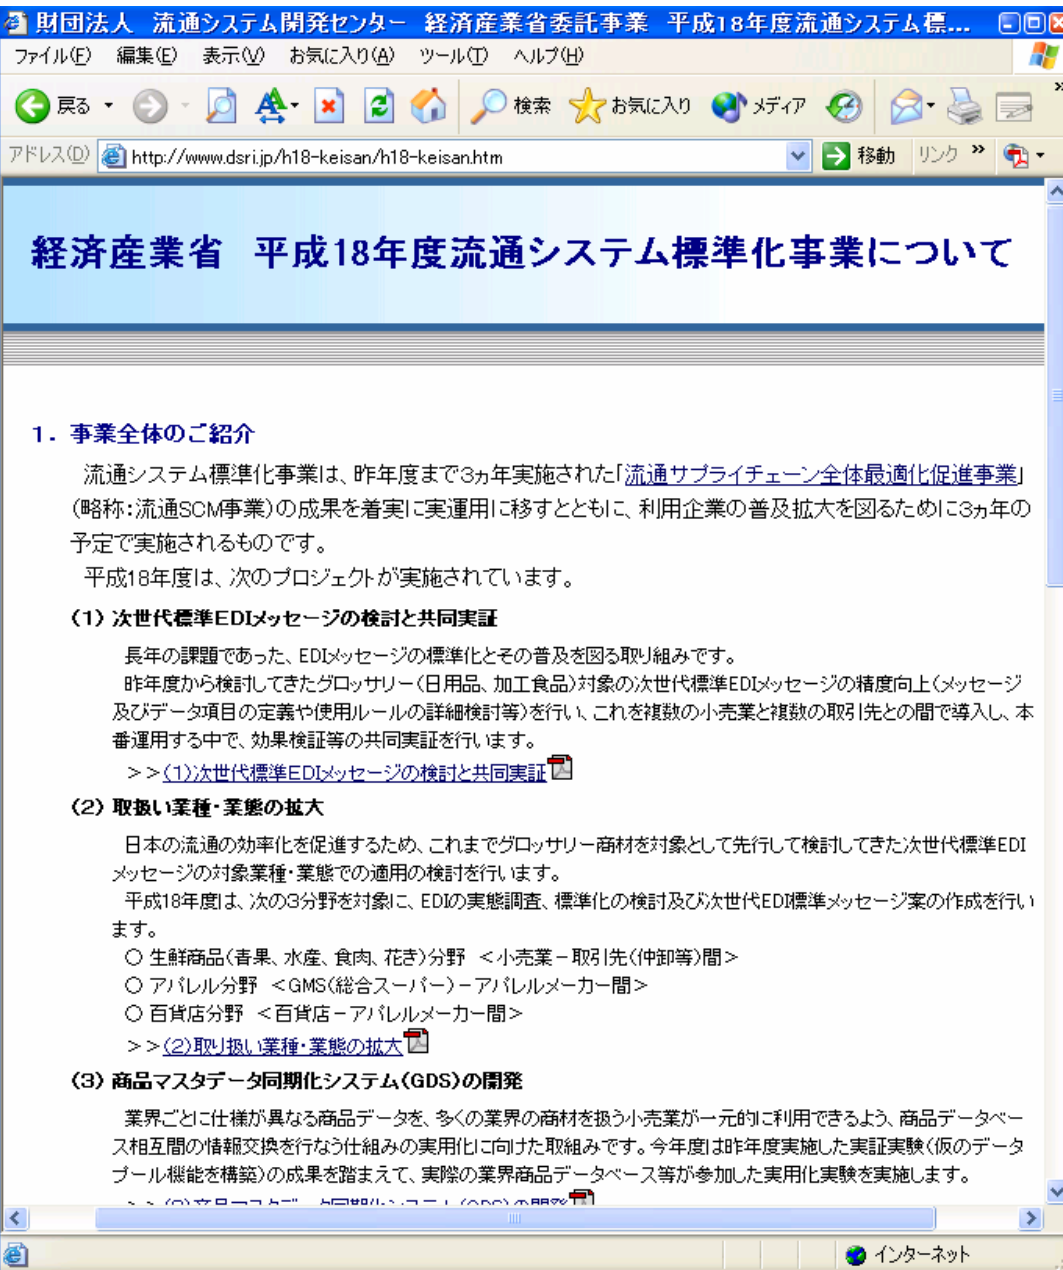 財団法人 流通システム開発センター 経済産業省委託事業 平成18年度流通システム標...
ファイル(F) 編集(E) 表示(V) お気に入り(A) ツール(T) ヘルプ(H)
戻る 検索 お気に入り メディア »
アドレス(D) http://www.dsri.jp/h18-keisan/h18-keisan.htm 移動 リンク »
経済産業省 平成18年度流通システム標準化事業について
1. 事業全体のご紹介
流通システム標準化事業は、昨年度まで3ヵ年実施された「流通サプライチェーン全体最適化促進事業」
(略称:流通SCM事業)の成果を着実に実運用に移すとともに、利用企業の普及拡大を図るために3ヵ年の
予定で実施されるものです。
平成18年度は、次のプロジェクトが実施されています。
(1) 次世代標準EDIメッセージの検討と共同実証
長年の課題であった、EDIメッセージの標準化とその普及を図る取り組みです。
昨年度から検討してきたグロッサリー(日用品、加工食品)対象の次世代標準EDIメッセージの精度向上(メッセージ
及びデータ項目の定義や使用ルールの詳細検討等)を行い、これを複数の小売業と複数の取引先との間で導入し、本
番運用する中で、効果検証等の共同実証を行います。
>>(1)次世代標準EDIメッセージの検討と共同実証
(2) 取扱い業種・業態の拡大
日本の流通の効率化を促進するため、これまでグロッサリー商材を対象として先行して検討してきた次世代標準EDI
メッセージの対象業種・業態での適用の検討を行います。
平成18年度は、次の3分野を対象に、EDIの実態調査、標準化の検討及び次世代EDI標準メッセージ案の作成を行い
ます。
○ 生鮮商品(青果、水産、食肉、花き)分野 <小売業－取引先(仲卸等)間>
○ アパレル分野 <GMS(総合スーパー)－アパレルメーカー間>
○ 百貨店分野 <百貨店－アパレルメーカー間>
>>(2)取り扱い業種・業態の拡大
(3) 商品マスタデータ同期化システム(GDS)の開発
業界ごとに仕様が異なる商品データを、多くの業界の商材を扱う小売業が一元的に利用できるよう、商品データベー
ス相互間の情報交換を行なう仕組みの実用化に向けた取組みです。今年度は昨年度実施した実証実験(仮のデータ
プール機能を構築)の成果を踏まえて、実際の業界商品データベース等が参加した実用化実験を実施します。
>>(3)商品マスタデータ同期化システム(GDS)の開発
インターネット